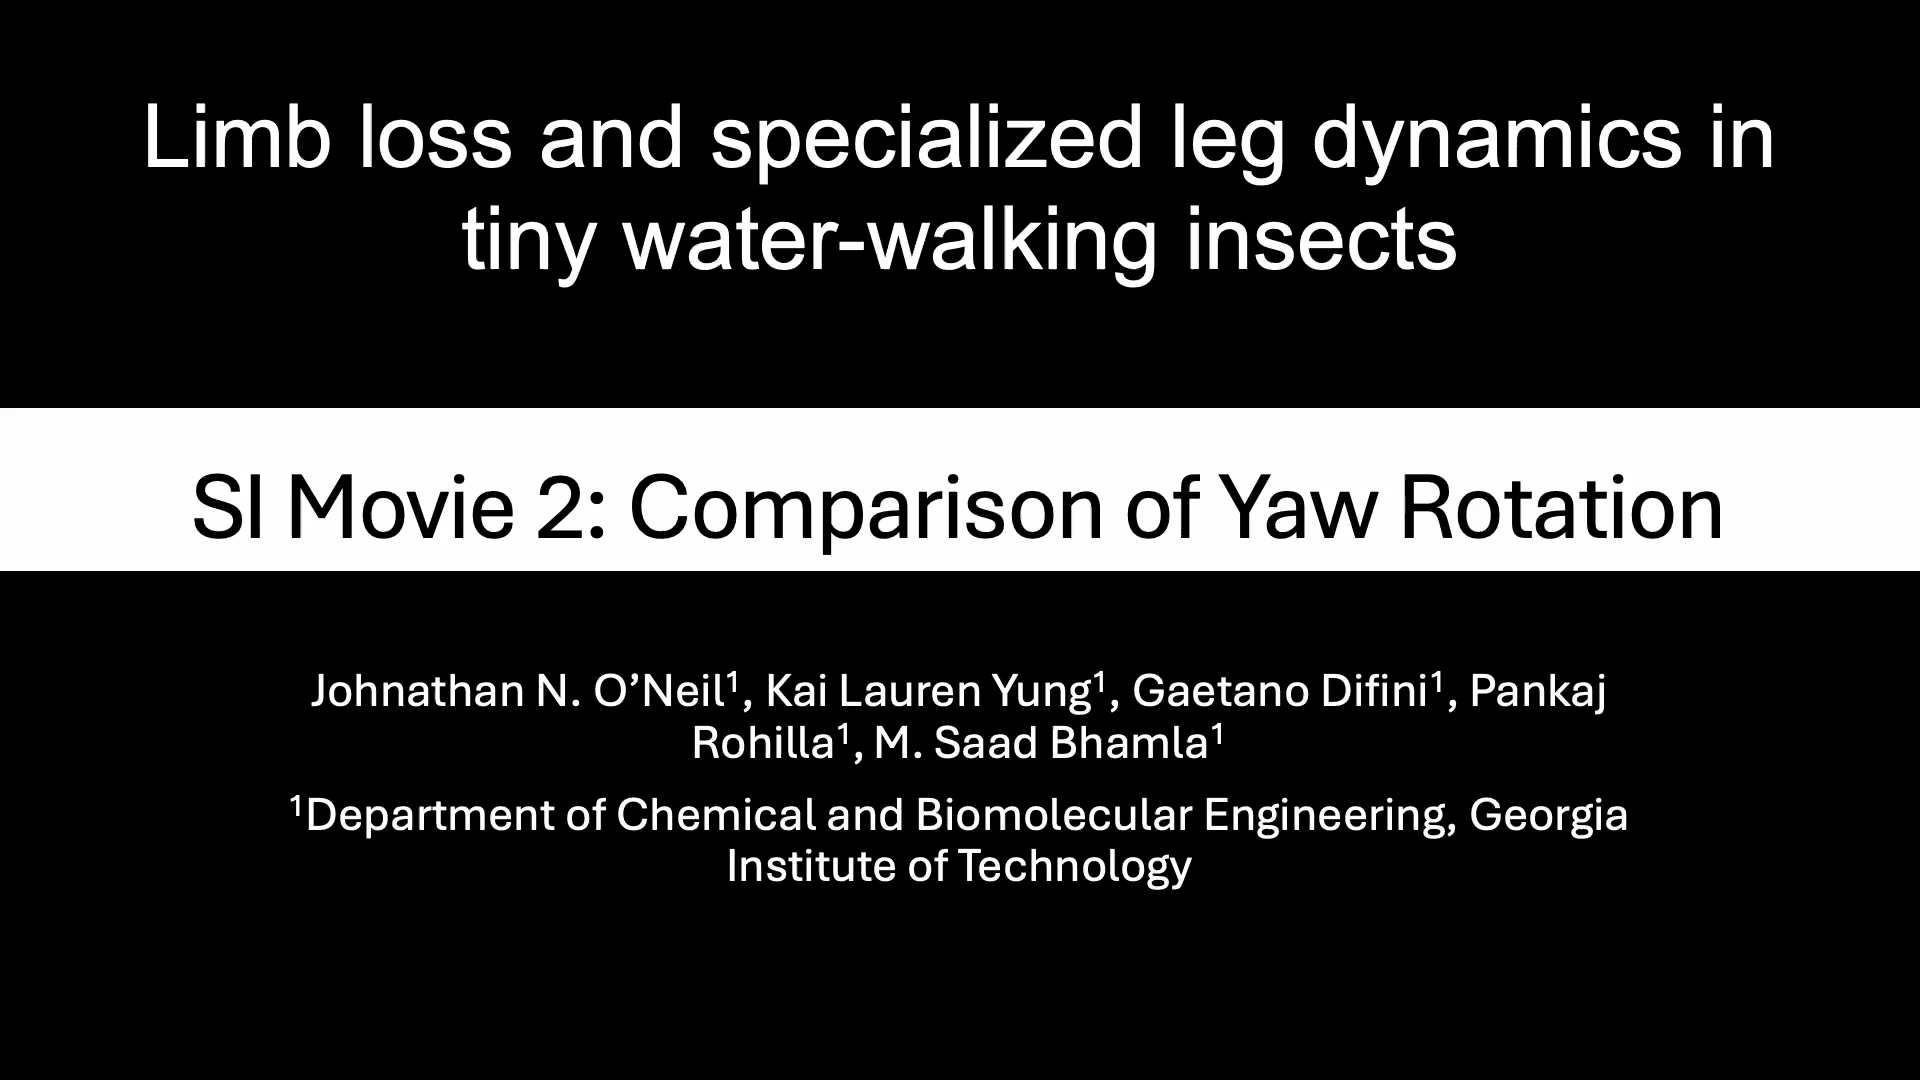 Limb loss and specialized leg dynamics in
tiny water-walking insects
SI Movie 2: Comparison of Yaw Rotation
Johnathan N. O’Neil¹, Kai Lauren Yung¹, Gaetano Difini¹, Pankaj
Rohilla¹, M. Saad Bhamla¹
¹Department of Chemical and Biomolecular Engineering, Georgia
Institute of Technology